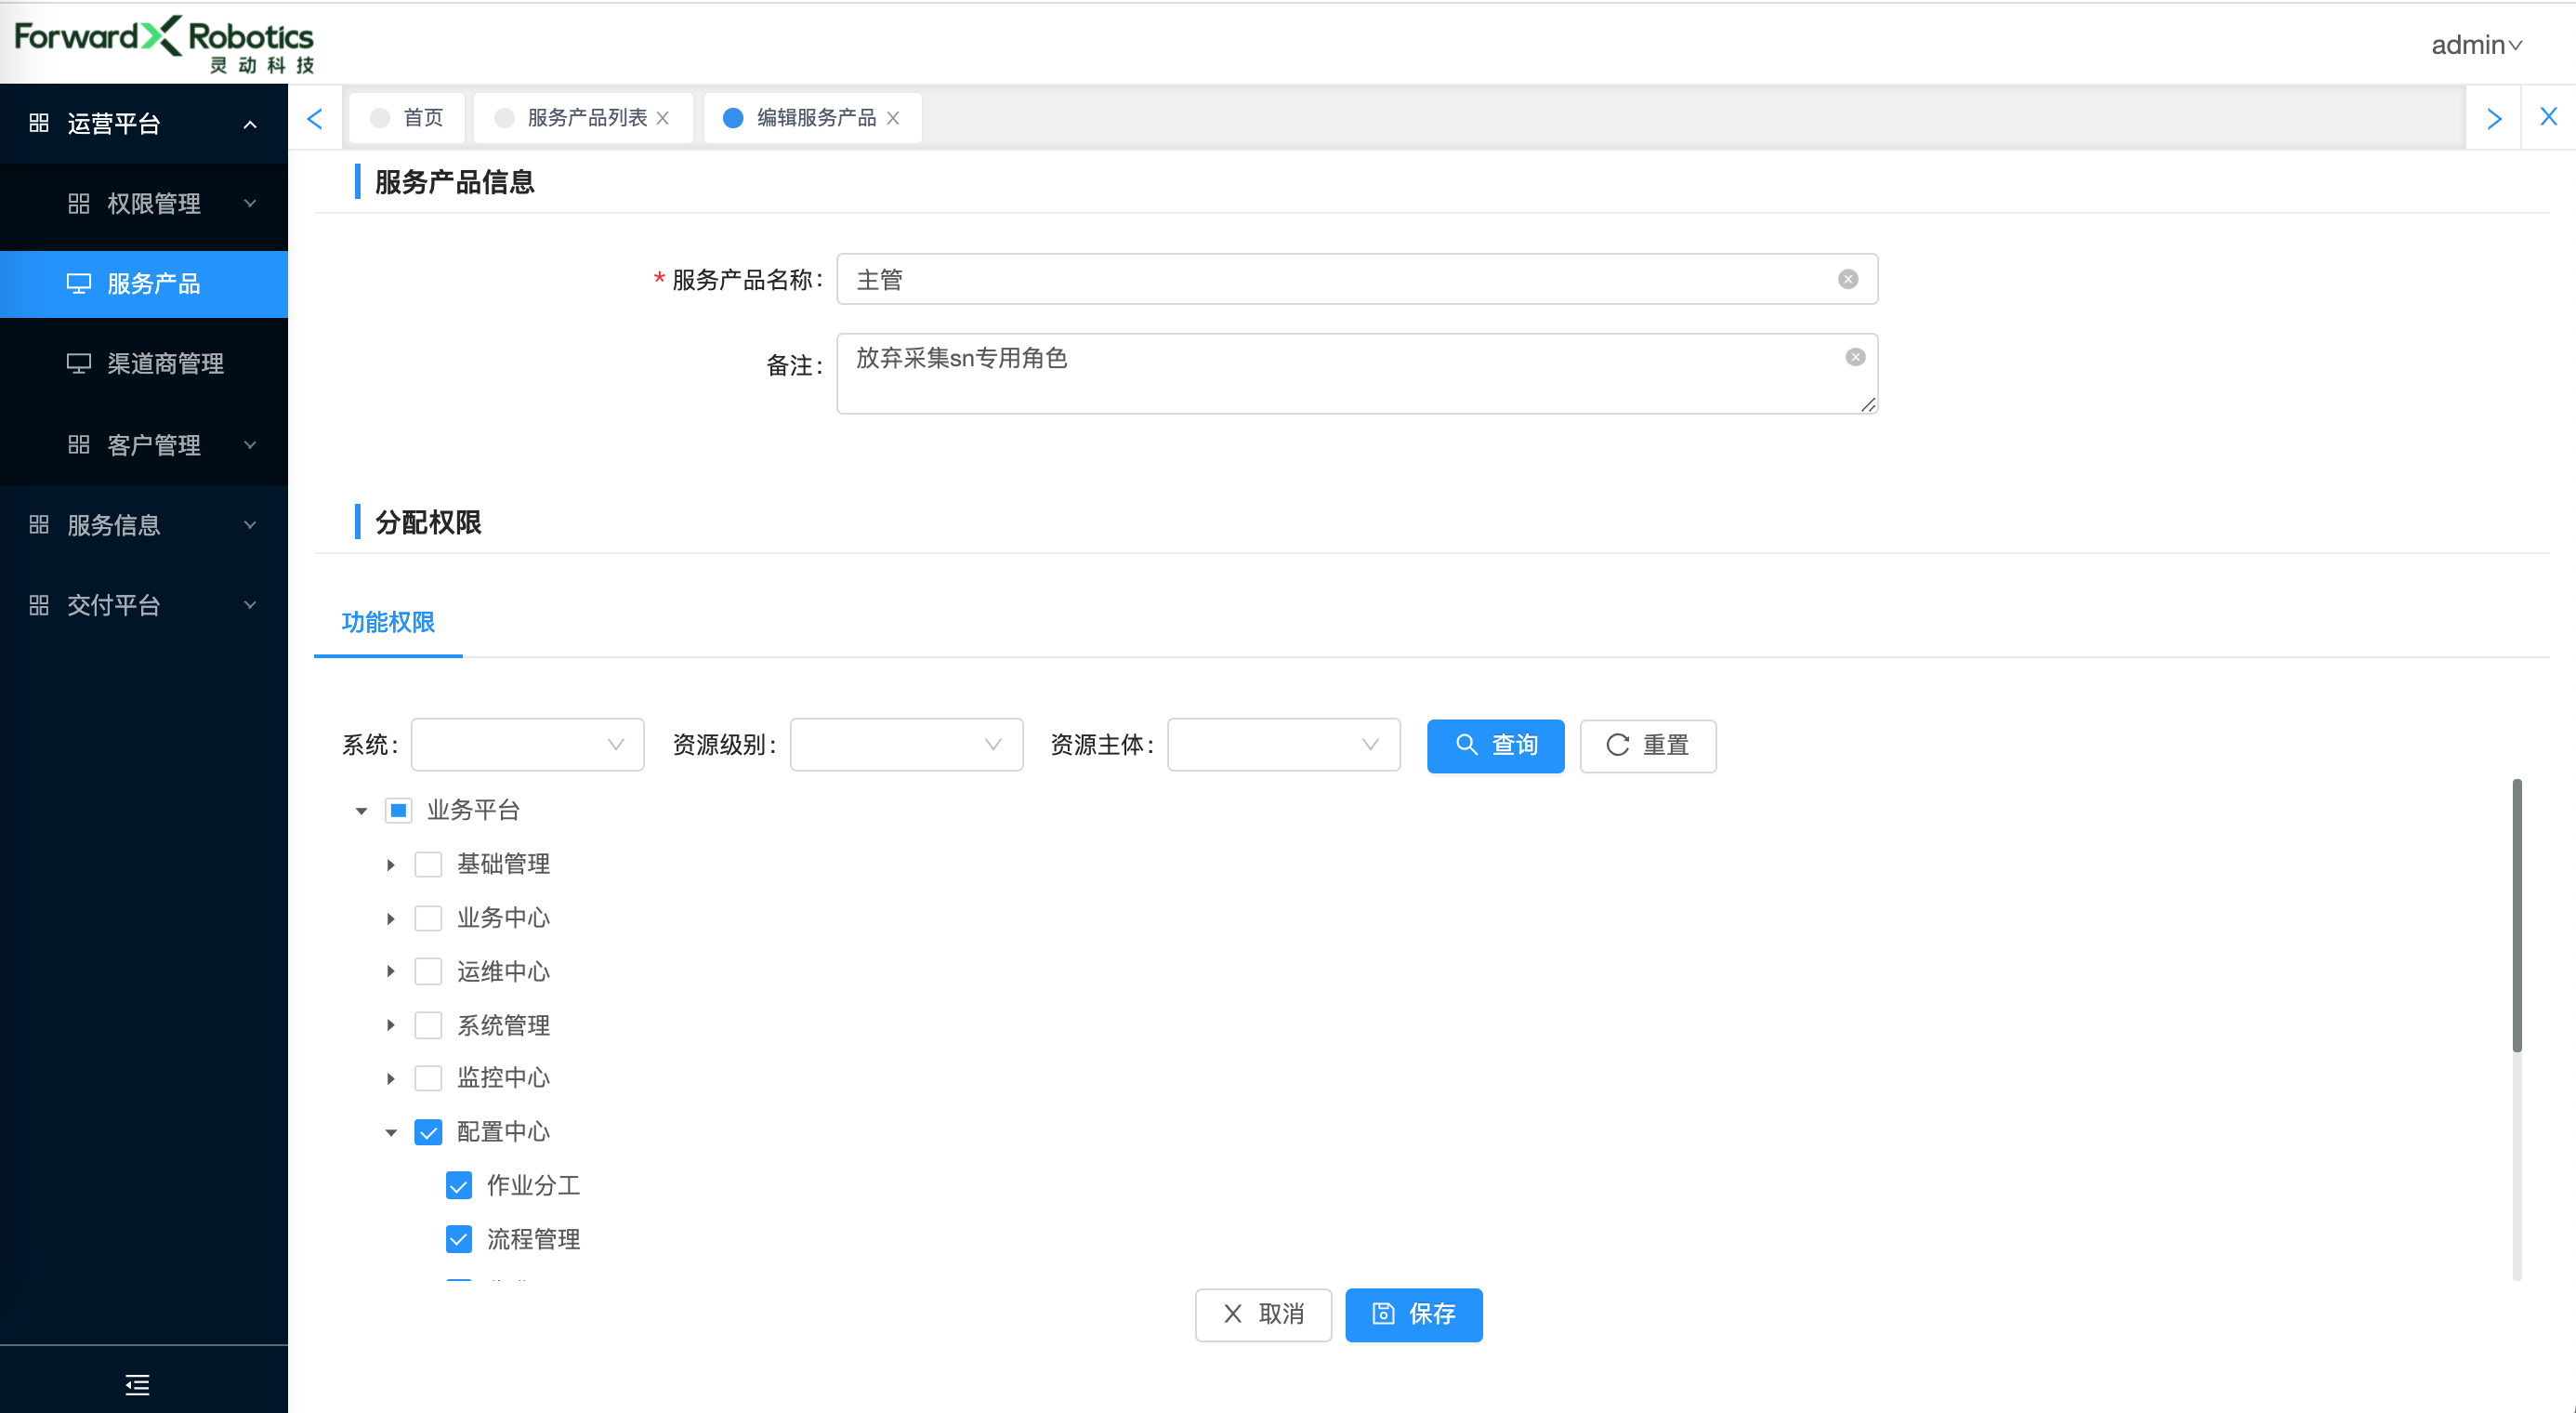 ForwardX Robotics
灵动科技
admin
运营平台
权限管理
服务产品
渠道商管理
客户管理
服务信息
交付平台
首页
服务产品列表
编辑服务产品
服务产品信息
* 服务产品名称:
主管
备注:
放弃采集sn专用角色
分配权限
功能权限
系统:
资源级别:
资源主体:
查询
重置
业务平台
基础管理
业务中心
运维中心
系统管理
监控中心
配置中心
作业分工
流程管理
取消
保存